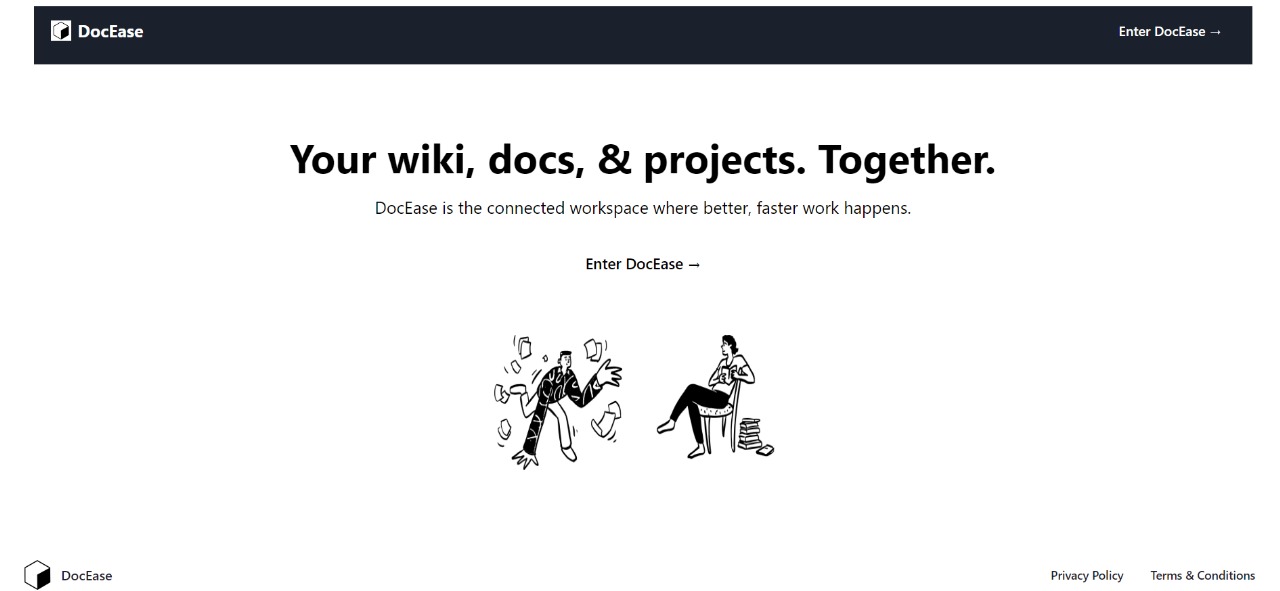 DocEase
Enter DocEase →
Your wiki, docs, & projects. Together.
DocEase is the connected workspace where better, faster work happens.
Enter DocEase →
DocEase
Privacy Policy
Terms & Conditions